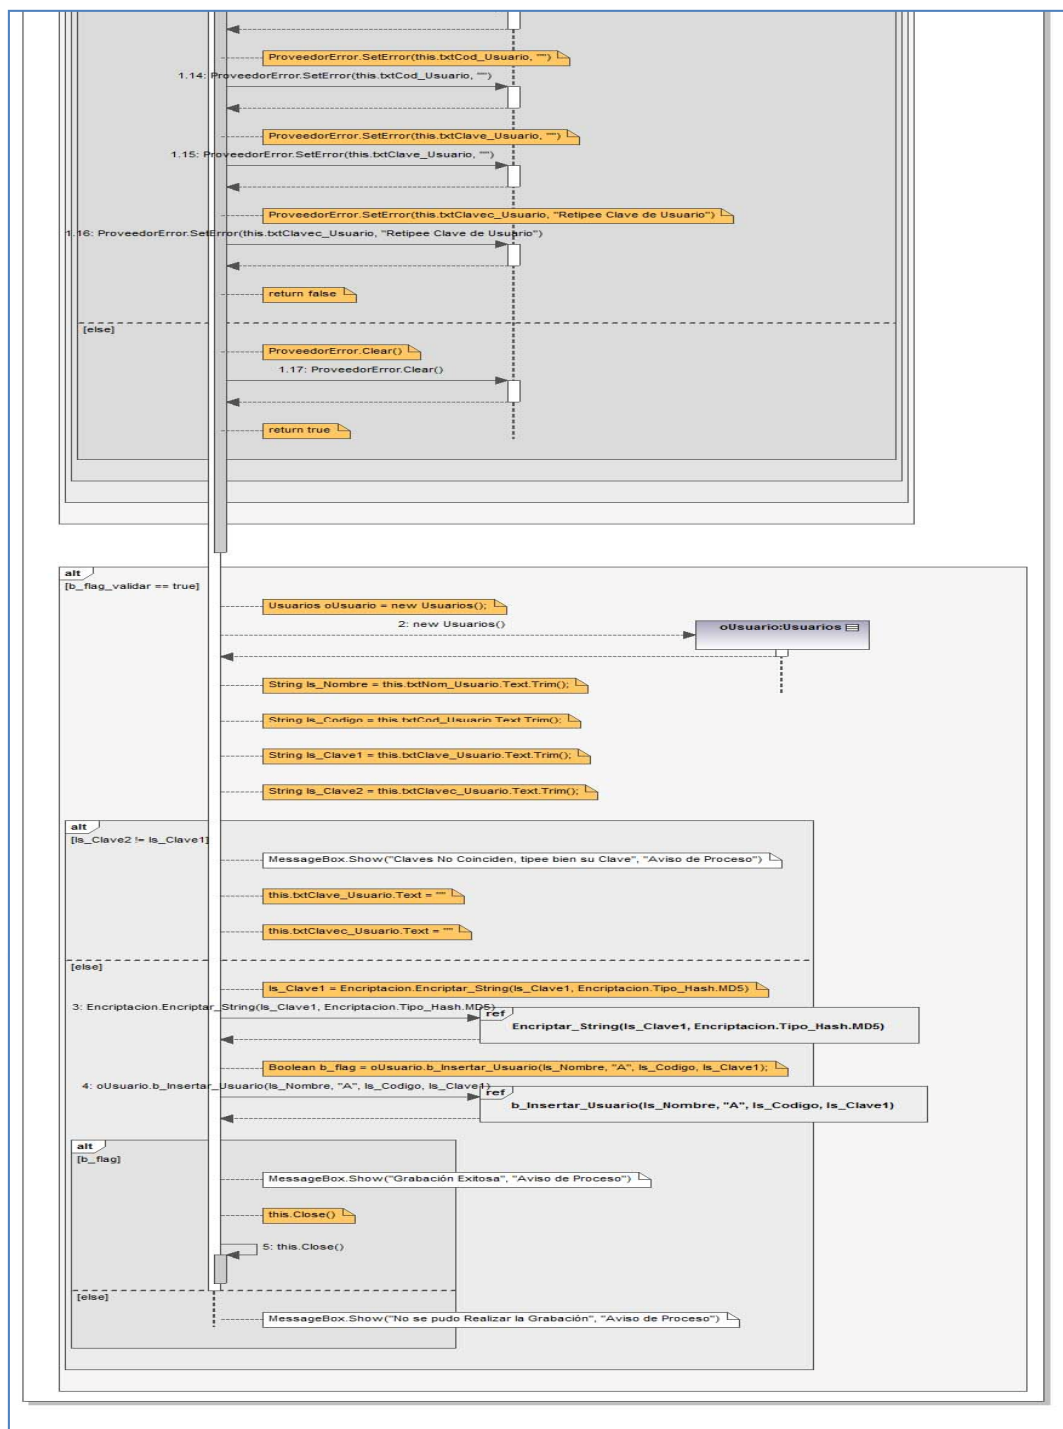 ProveedorError.SetError(this.txtCod_Usuario, "")
1.14: ProveedorError.SetError(this.txtCod_Usuario, "")
ProveedorError.SetError(this.txtClave_Usuario, "")
1.15: ProveedorError.SetError(this.txtClave_Usuario, "")
ProveedorError.SetError(this.txtClavec_Usuario, "Retipee Clave de Usuario")
1.16: ProveedorError.SetError(this.txtClavec_Usuario, "Retipee Clave de Usuario")
return false
[else]
ProveedorError.Clear()
1.17: ProveedorError.Clear()
return true
alt
[b_flag_validar == true]
Usuarios oUsuario = new Usuarios();
2: new Usuarios()
oUsuario:Usuarios
String ls_Nombre = this.txtNom_Usuario.Text.Trim();
String ls_Codigo = this.txtCod_Usuario.Text.Trim();
String ls_Clave1 = this.txtClave_Usuario.Text.Trim();
String ls_Clave2 = this.txtClavec_Usuario.Text.Trim();
alt
[ls_Clave2 != ls_Clave1]
MessageBox.Show("Claves No Coinciden, tipee bien su Clave", "Aviso de Proceso")
this.txtClave_Usuario.Text = ""
this.txtClavec_Usuario.Text = ""
[else]
ls_Clave1 = Encriptacion.Encriptar_String(ls_Clave1, Encriptacion.Tipo_Hash.MD5)
3: Encriptacion.Encriptar_String(ls_Clave1, Encriptacion.Tipo_Hash.MD5)
ref
Encriptar_String(ls_Clave1, Encriptacion.Tipo_Hash.MD5)
Boolean b_flag = oUsuario.b_Insertar_Usuario(ls_Nombre, "A", ls_Codigo, ls_Clave1);
4: oUsuario.b_Insertar_Usuario(ls_Nombre, "A", ls_Codigo, ls_Clave1)
ref
b_Insertar_Usuario(ls_Nombre, "A", ls_Codigo, ls_Clave1)
alt
[b_flag]
MessageBox.Show("Grabación Exitosa", "Aviso de Proceso")
this.Close()
5: this.Close()
[else]
MessageBox.Show("No se pudo Realizar la Grabación", "Aviso de Proceso")